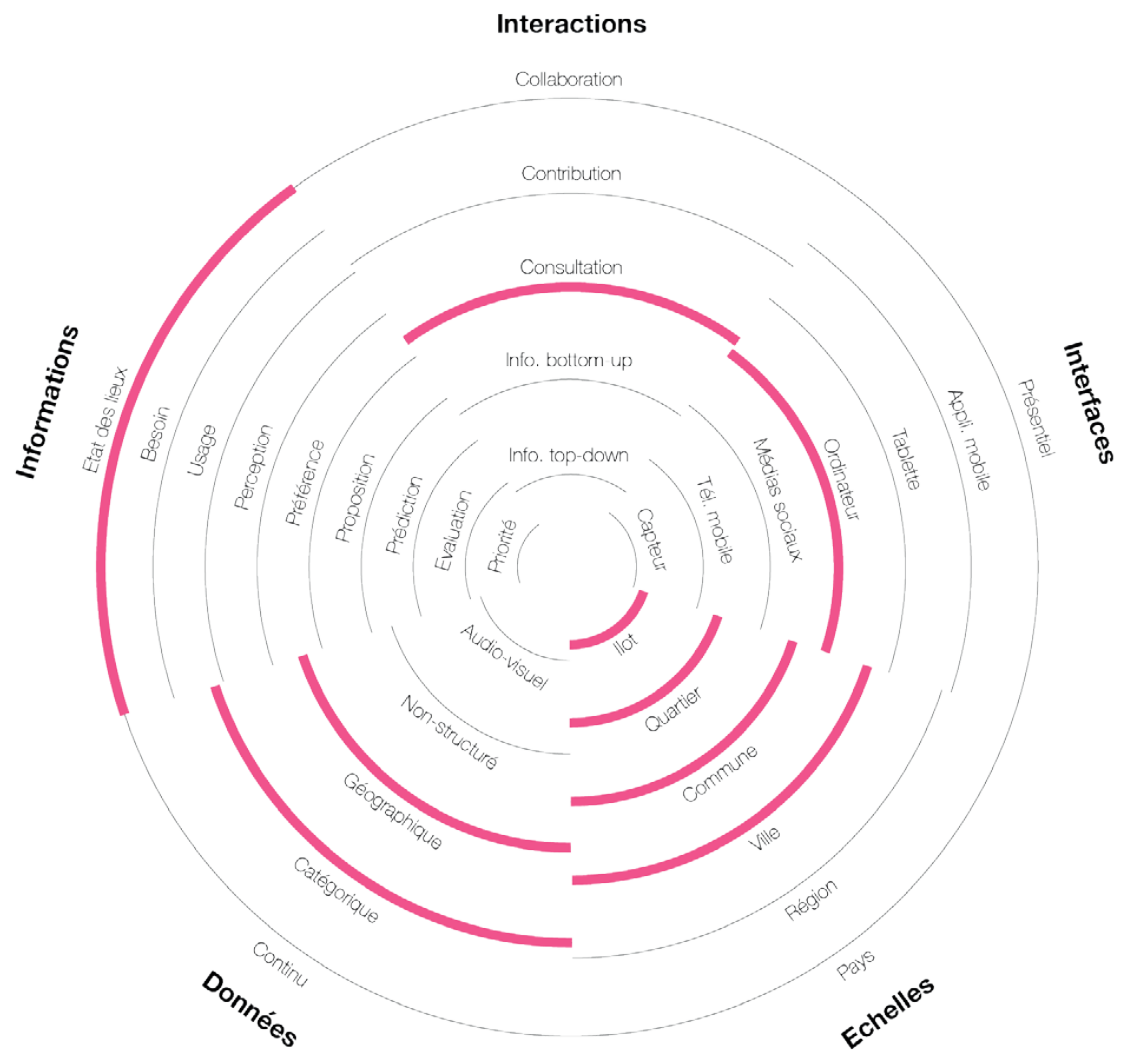 Interactions
Collaboration
Contribution
Consultation
Info. bottom-up
Info. top-down
Informations
Etat des lieux
Besoin
Usage
Perception
Préférence
Proposition
Prédiction
Evaluation
Priorité
Interfaces
Présentiel
Appli. mobile
Tablette
Ordinateur
Médias sociaux
Tél. mobile
Capteur
Audio-visuel
Non-structuré
Géographique
Catégorique
Continu
Données
Ilot
Quartier
Commune
Ville
Région
Pays
Echelles